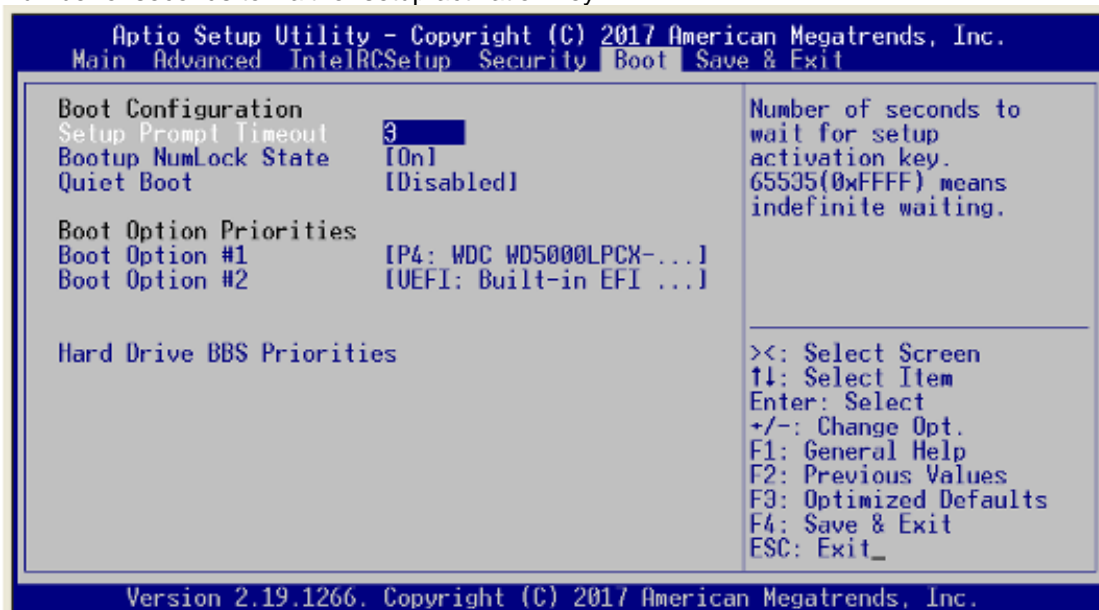 Aptio Setup Utility – Copyright (C) 2017 American Megatrends, Inc.
Main Advanced IntelRCSetup Security Boot Save & Exit
Boot Configuration
Setup Prompt Timeout 3
Bootup NumLock State [On]
Quiet Boot [Disabled]
Boot Option Priorities
Boot Option #1 [P4: WDC WD5000LPCX-...]
Boot Option #2 [UEFI: Built-in EFI ...]
Hard Drive BBS Priorities
Number of seconds to
wait for setup
activation key.
65535(0xFFFF) means
indefinite waiting.
><: Select Screen
↑↓: Select Item
Enter: Select
+/-: Change Opt.
F1: General Help
F2: Previous Values
F3: Optimized Defaults
F4: Save & Exit
ESC: Exit_
Version 2.19.1266. Copyright (C) 2017 American Megatrends, Inc.